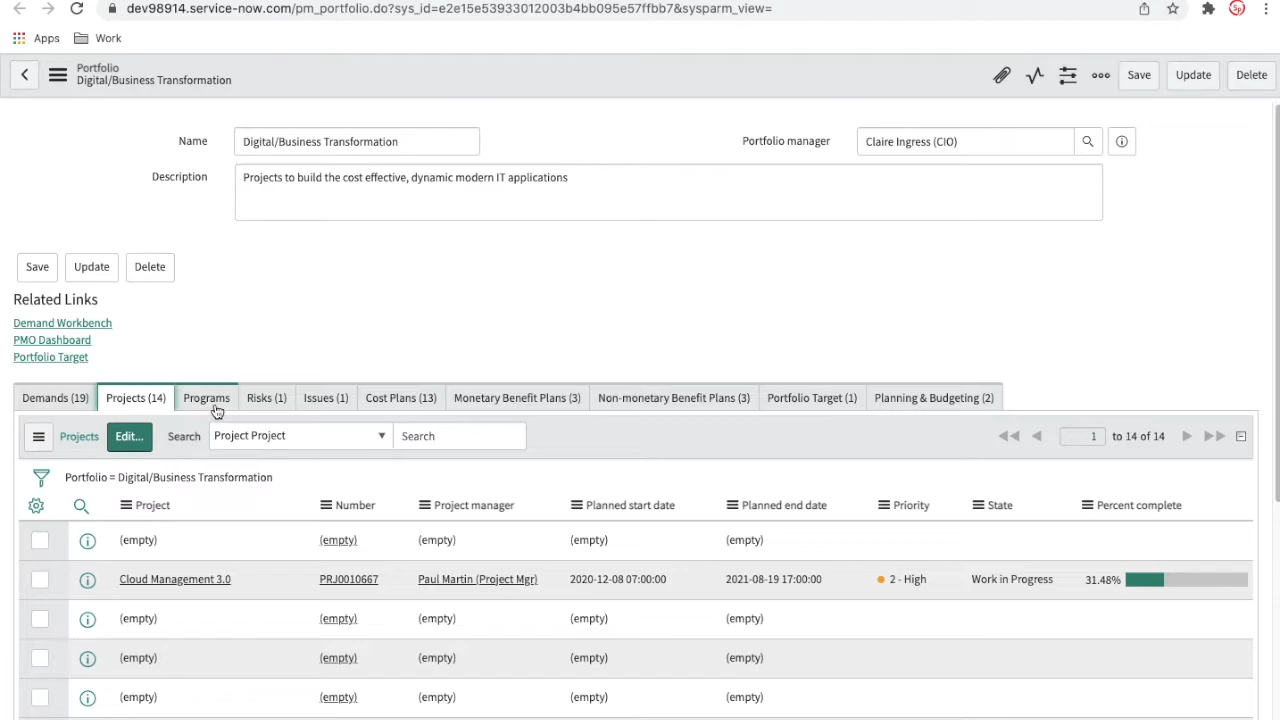 dev98914.service-now.com/pm_portfolio.do?sys_id=e2e15e53933012003b4bb095e57ffbb7&sysparm_view=
Sp
Apps Work
Portfolio
Digital/Business Transformation
Save Update Delete
Name Digital/Business Transformation Portfolio manager Claire Ingress (CIO)
Description Projects to build the cost effective, dynamic modern IT applications
Save Update Delete
Related Links
Demand Workbench
PMO Dashboard
Portfolio Target
Demands (19) Projects (14) Programs Risks (1) Issues (1) Cost Plans (13) Monetary Benefit Plans (3) Non-monetary Benefit Plans (3) Portfolio Target (1) Planning & Budgeting (2)
Projects Edit... Search Project Project Search 1 to 14 of 14
Portfolio = Digital/Business Transformation
Project Number Project manager Planned start date Planned end date Priority State Percent complete
(empty) (empty) (empty) (empty) (empty)
Cloud Management 3.0 PRJ0010667 Paul Martin (Project Mgr) 2020-12-08 07:00:00 2021-08-19 17:00:00 2 - High Work in Progress 31.48%
(empty) (empty) (empty) (empty) (empty)
(empty) (empty) (empty) (empty) (empty)
(empty) (empty) (empty) (empty) (empty)